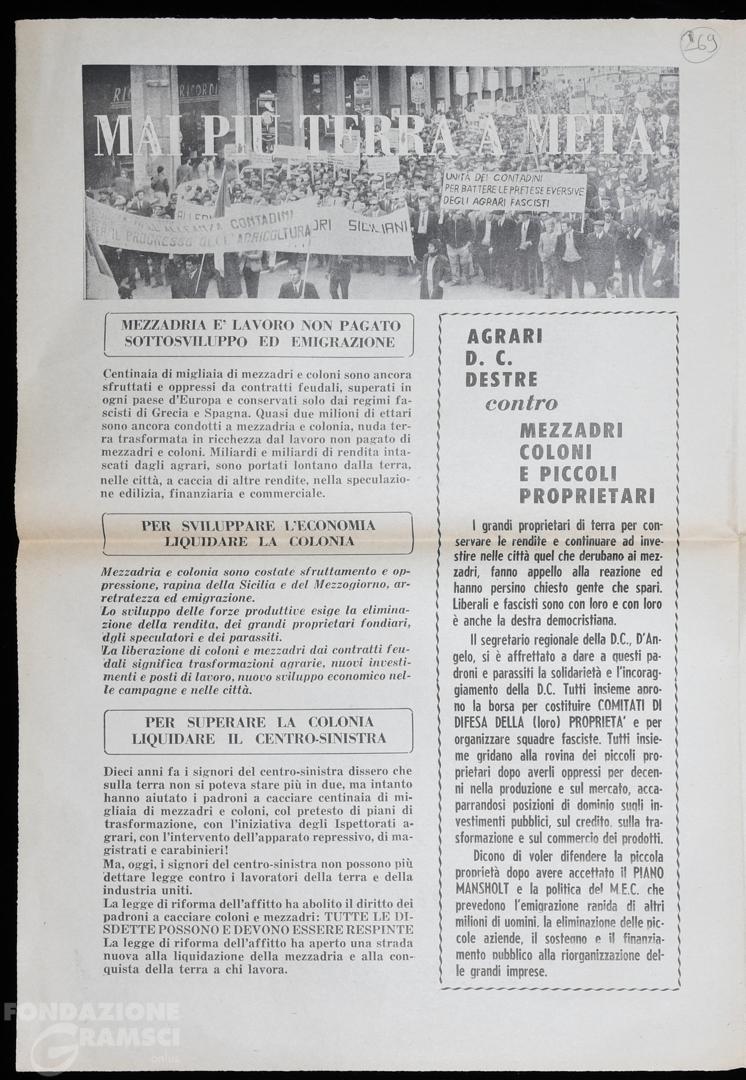 269
RICORDI
RICORDI
MAI PIÙ TERRA A METÀ!
UNITÀ DEI CONTADINI
PER BATTERE LE PRETESE EVERSIVE
DEGLI AGRARI FASCISTI
CONTADINI
PER IL PROGRESSO DELL'AGRICOLTURA
SICILIANI
MEZZADRIA E' LAVORO NON PAGATO
SOTTOSVILUPPO ED EMIGRAZIONE
Centinaia di migliaia di mezzadri e coloni sono ancora
sfruttati e oppressi da contratti feudali, superati in
ogni paese d'Europa e conservati solo dai regimi fa-
scisti di Grecia e Spagna. Quasi due milioni di ettari
sono ancora condotti a mezzadria e colonia, nuda ter-
ra trasformata in ricchezza dal lavoro non pagato di
mezzadri e coloni. Miliardi e miliardi di rendita inta-
scati dagli agrari, sono portati lontano dalla terra,
nelle città, a caccia di altre rendite, nella speculazio-
ne edilizia, finanziaria e commerciale.
PER SVILUPPARE L'ECONOMIA
LIQUIDARE LA COLONIA
Mezzadria e colonia sono costate sfruttamento e op-
pressione, rapina della Sicilia e del Mezzogiorno, ar-
retratezza ed emigrazione.
Lo sviluppo delle forze produttive esige la elimina-
zione della rendita, dei grandi proprietari fondiari,
dgli speculatori e dei parassiti.
La liberazione di coloni e mezzadri dai contratti feu-
dali significa trasformazioni agrarie, nuovi investi-
menti e posti di lavoro, nuovo sviluppo economico nel-
le campagne e nelle città.
PER SUPERARE LA COLONIA
LIQUIDARE IL CENTRO-SINISTRA
Dieci anni fa i signori del centro-sinistra dissero che
sulla terra non si poteva stare più in due, ma intanto
hanno aiutato i padroni a cacciare centinaia di mi-
gliaia di mezzadri e coloni, col pretesto di piani di
trasformazione, con l'iniziativa degli Ispettorati a-
grari, con l'intervento dell'apparato repressivo, di ma-
gistrati e carabinieri!
Ma, oggi, i signori del centro-sinistra non possono più
dettare legge contro i lavoratori della terra e della
industria uniti.
La legge di riforma dell'affitto ha abolito il diritto dei
padroni a cacciare coloni e mezzadri: TUTTE LE DI-
SDETTE POSSONO E DEVONO ESSERE RESPINTE
La legge di riforma dell'affitto ha aperto una strada
nuova alla liquidazione della mezzadria e alla con-
quista della terra a chi lavora.
AGRARI
D. C.
DESTRE
contro
MEZZADRI
COLONI
E PICCOLI
PROPRIETARI
I grandi proprietari di terra per con-
servare le rendite e continuare ad inve-
stire nelle città quel che derubano ai mez-
zadri, fanno appello alla reazione ed
hanno persino chiesto gente che spari.
Liberali e fascisti sono con loro e con loro
è anche la destra democristiana.
Il segretario regionale della D.C., D'An-
gelo, si è affrettato a dare a questi pa-
droni e parassiti la solidarietà e l'incorag-
giamento della D.C. Tutti insieme apro-
no la borsa per costituire COMITATI DI
DIFESA DELLA (loro) PROPRIETA' e per
organizzare squadre fasciste. Tutti insie-
me gridano alla rovina dei piccoli pro-
prietari dopo averli oppressi per decen-
ni nella produzione e sul mercato, acca-
parrandosi posizioni di dominio sugli in-
vestimenti pubblici, sul credito, sulla tra-
sformazione e sul commercio dei prodotti.
Dicono di voler difendere la piccola
proprietà dopo avere accettato il PIANO
MANSHOLT e la politica del M.E.C. che
prevedono l'emigrazione rapida di altri
milioni di uomini, la eliminazione delle pic-
cole aziende, il sostegno e il finanzia-
mento pubblico alla riorganizzazione del-
le grandi imprese.
FONDAZIONE
GRAMSCI
onlus